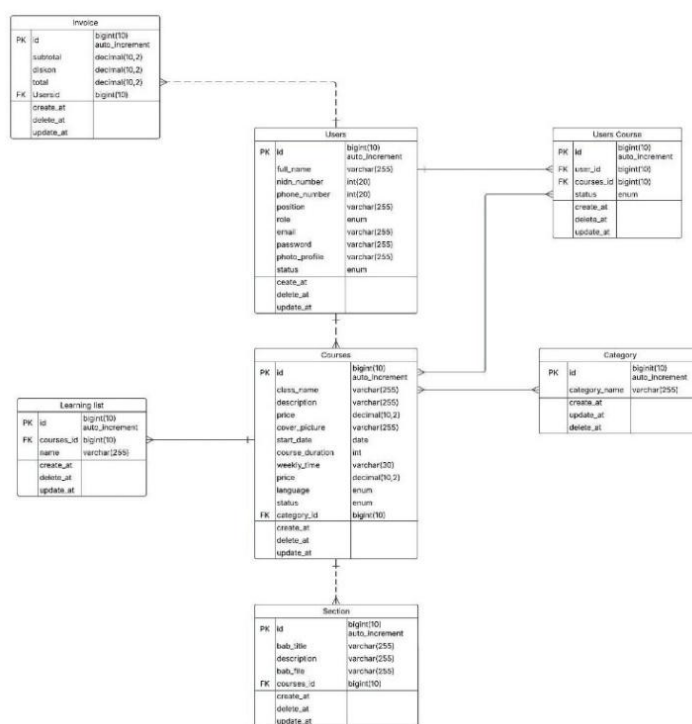 Invoice
PK id bigint(10)
auto_increment
subtotal decimal(10,2)
diskon decimal(10,2)
total decimal(10,2)
FK Usersid bigint(10)
create_at
delete_at
update_at
Users
PK id bigint(10)
auto_increment
full_name varchar(255)
nidn_number int(20)
phone_number int(20)
position varchar(255)
role enum
email varchar(255)
password varchar(255)
photo_profile varchar(255)
status enum
ceate_at
delete_at
update_at
Users Course
PK id bigint(10)
auto_increment
FK user_id bigint(10)
FK courses_id bigint(10)
status enum
create_at
delete_at
update_at
Courses
PK id bigint(10)
auto_increment
class_name varchar(255)
description varchar(255)
price decimal(10,2)
cover_picture varchar(255)
start_date date
course_duration int
weekly_time varchar(30)
price decimal(10,2)
language enum
status enum
FK category_id bigint(10)
create_at
delete_at
update_at
Category
PK id auto_increment
category_name varchar(255)
create_at
update_at
delete_at
Learning list
PK id bigint(10)
auto_increment
FK courses_id bigint(10)
name varchar(255)
create_at
delete_at
update_at
Section
PK id bigint(10)
auto_increment
bab_title varchar(255)
description varchar(255)
bab_file varchar(255)
FK courses_id bigint(10)
create_at
delete_at
update_at